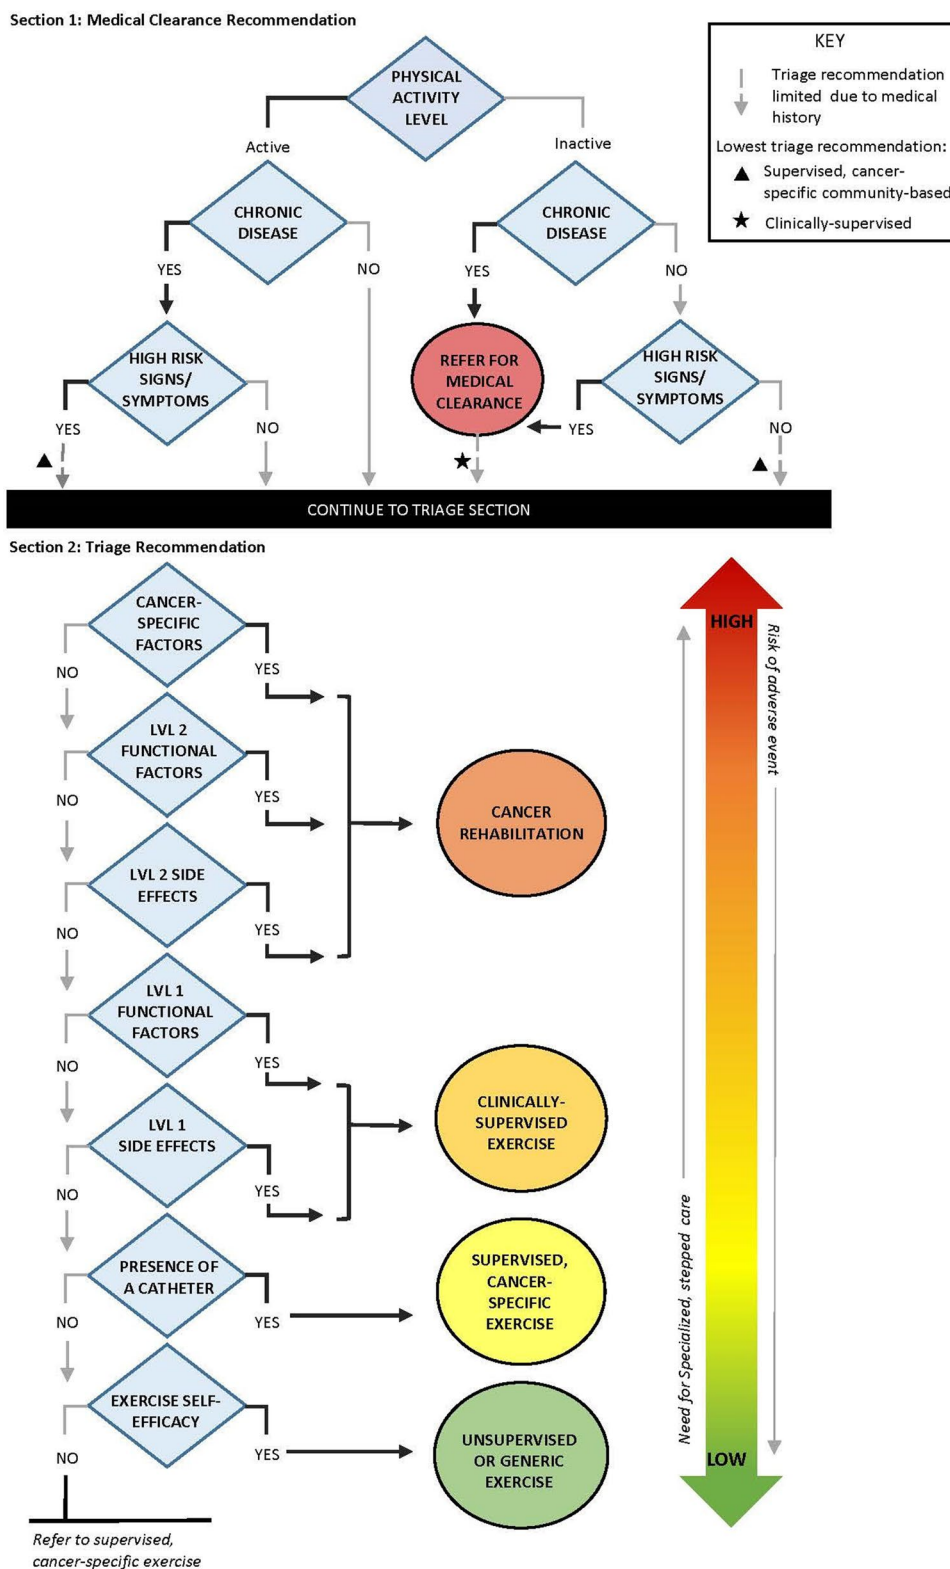 Section 1: Medical Clearance Recommendation
KEY
Triage recommendation
limited due to medical
history
Lowest triage recommendation:
Supervised, cancer-
specific community-based
Clinically-supervised
PHYSICAL
ACTIVITY
LEVEL
Active
Inactive
CHRONIC
DISEASE
CHRONIC
DISEASE
YES
NO
YES
NO
HIGH RISK
SIGNS/
SYMPTOMS
REFER FOR
MEDICAL
CLEARANCE
HIGH RISK
SIGNS/
SYMPTOMS
YES
NO
YES
NO
CONTINUE TO TRIAGE SECTION
Section 2: Triage Recommendation
CANCER-
SPECIFIC
FACTORS
NO
YES
LVL 2
FUNCTIONAL
FACTORS
NO
YES
CANCER
REHABILITATION
LVL 2 SIDE
EFFECTS
NO
YES
LVL 1
FUNCTIONAL
FACTORS
NO
YES
CLINICALLY-
SUPERVISED
EXERCISE
LVL 1
SIDE EFFECTS
NO
YES
PRESENCE OF
A CATHETER
NO
YES
SUPERVISED,
CANCER-
SPECIFIC
EXERCISE
EXERCISE SELF-
EFFICACY
NO
YES
UNSUPERVISED
OR GENERIC
EXERCISE
Refer to supervised,
cancer-specific exercise
HIGH
Risk of adverse event
Need for Specialized, stepped care
LOW